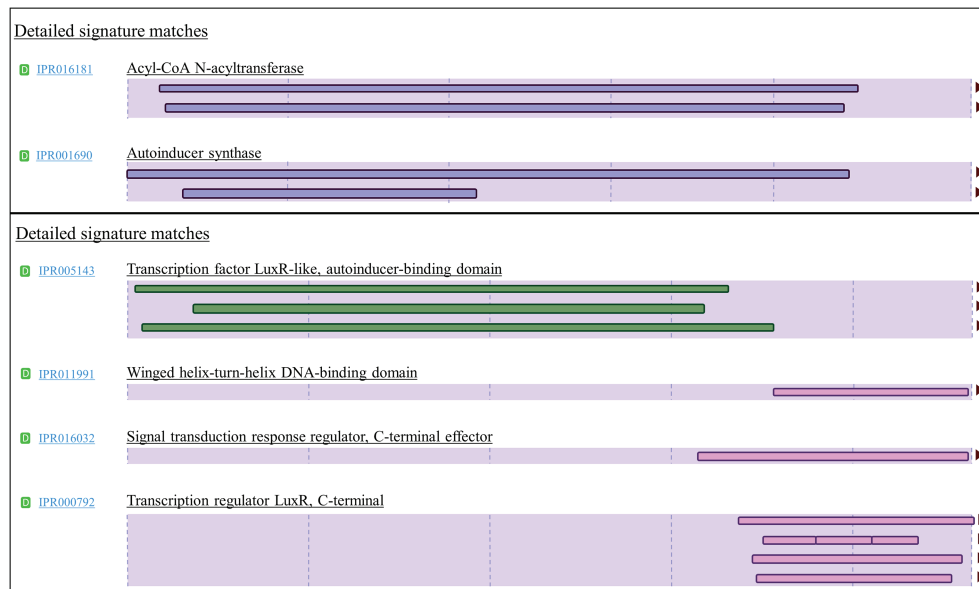 Detailed signature matches
D IPR016181 Acyl-CoA N-acyltransferase
D IPR001690 Autoinducer synthase
Detailed signature matches
D IPR005143 Transcription factor LuxR-like, autoinducer-binding domain
D IPR011991 Winged helix-turn-helix DNA-binding domain
D IPR016032 Signal transduction response regulator, C-terminal effector
D IPR000792 Transcription regulator LuxR, C-terminal